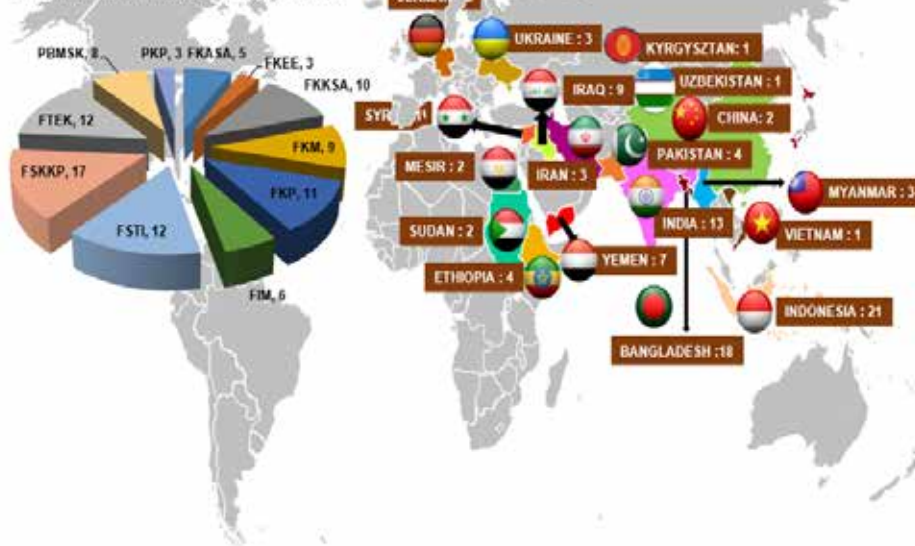 PBMSK, 8
PKP, 3
FKASA, 5
FKEE, 3
FKKSA, 10
FTEK, 12
FKM, 9
FSKKP, 17
FKP, 11
FSTI, 12
FIM, 6
UKRAINE : 3
KYRGYSZTAN: 1
IRAQ : 9
UZBEKISTAN : 1
CHINA: 2
MESIR : 2
IRAN : 3
PAKISTAN : 4
MYANMAR : 3
SUDAN : 2
INDIA : 13
VIETNAM : 1
ETHIOPIA : 4
YEMEN : 7
INDONESIA : 21
BANGLADESH :18